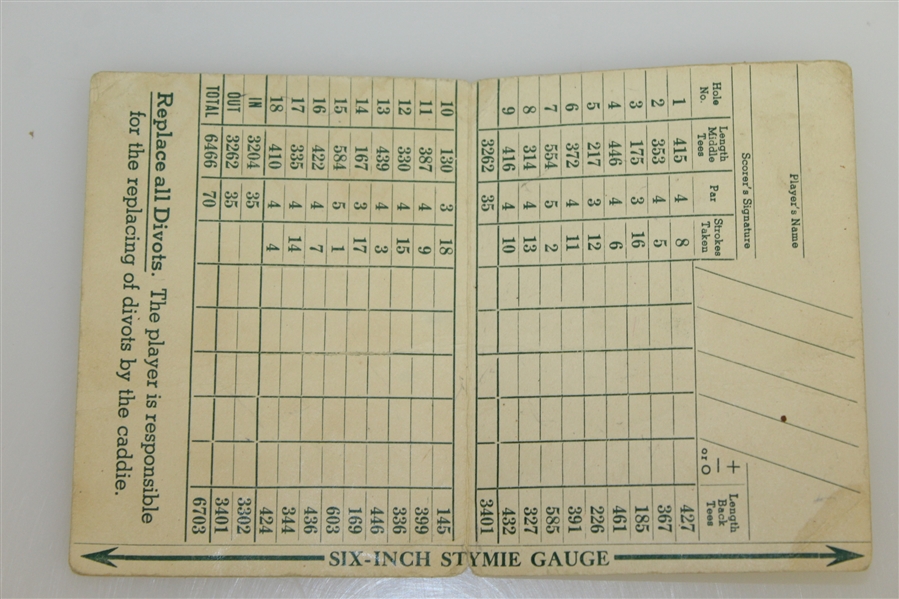 Player's Name
Scorer's Signature
Hole No. Length Middle Tees Par Strokes Taken + − or O Length Back Tees
1 415 4 8 427
2 353 4 5 367
3 175 3 16 185
4 446 4 6 461
5 217 3 12 226
6 372 4 11 391
7 554 5 2 585
8 314 4 13 327
9 416 4 10 432
3262 35 3401
10 130 3 18 145
11 387 4 9 399
12 330 4 15 336
13 439 4 3 446
14 167 3 17 169
15 584 5 1 603
16 422 4 7 436
17 335 4 14 344
18 410 4 4 424
IN 3204 35 3302
OUT 3262 35 3401
TOTAL 6466 70 6703
Replace all Divots. The player is responsible
for the replacing of divots by the caddie.
SIX-INCH STYMIE GAUGE